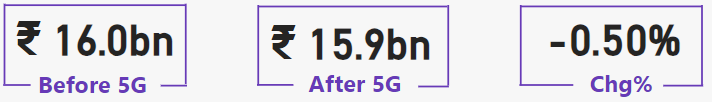 ₹ 16.0bn
Before 5G
₹ 15.9bn
After 5G
-0.50%
Chg%